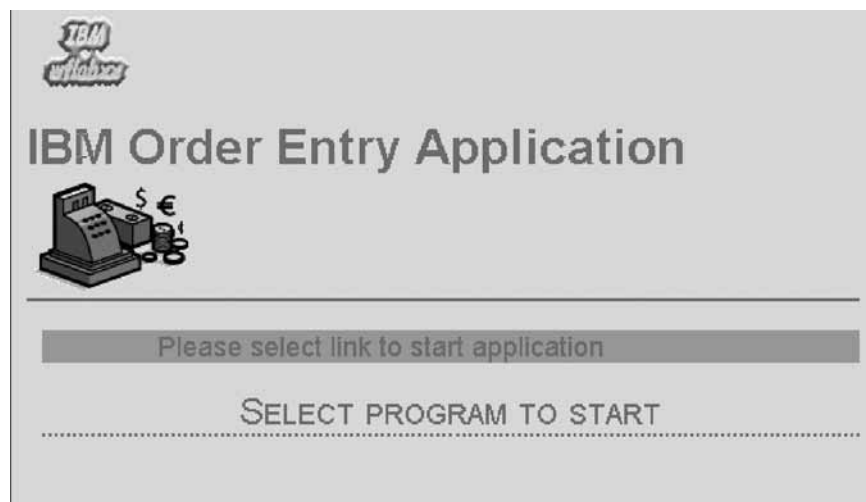 IBM
IBM Order Entry Application
$ €
Please select link to start application
SELECT PROGRAM TO START